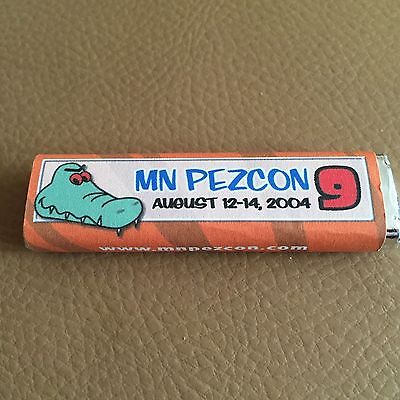 MN PEZCON 9
AUGUST 12-14, 2004
www.mnpezcon.com